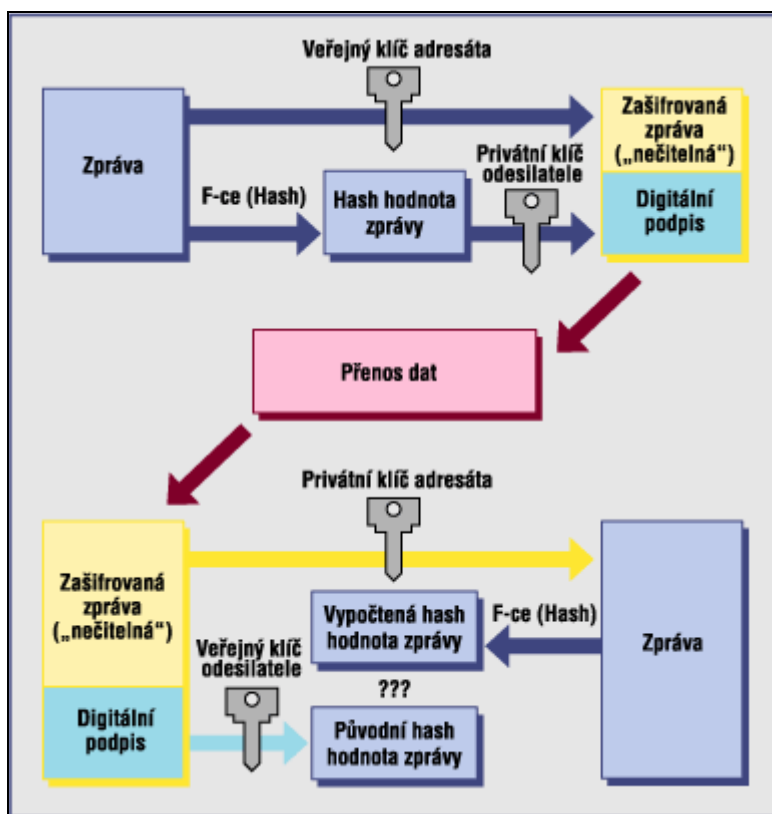 Veřejný klíč adresáta
Zpráva
Zašifrovaná
zpráva
(„nečitelná“)
Privátní klíč
odesilatele
F-ce (Hash)
Hash hodnota
zprávy
Digitální
podpis
Přenos dat
Privátní klíč adresáta
Zašifrovaná
zpráva
(„nečitelná“)
Vypočtená hash
hodnota zprávy
F-ce (Hash)
Zpráva
Veřejný klíč
odesilatele
???
Digitální
podpis
Původní hash
hodnota zprávy